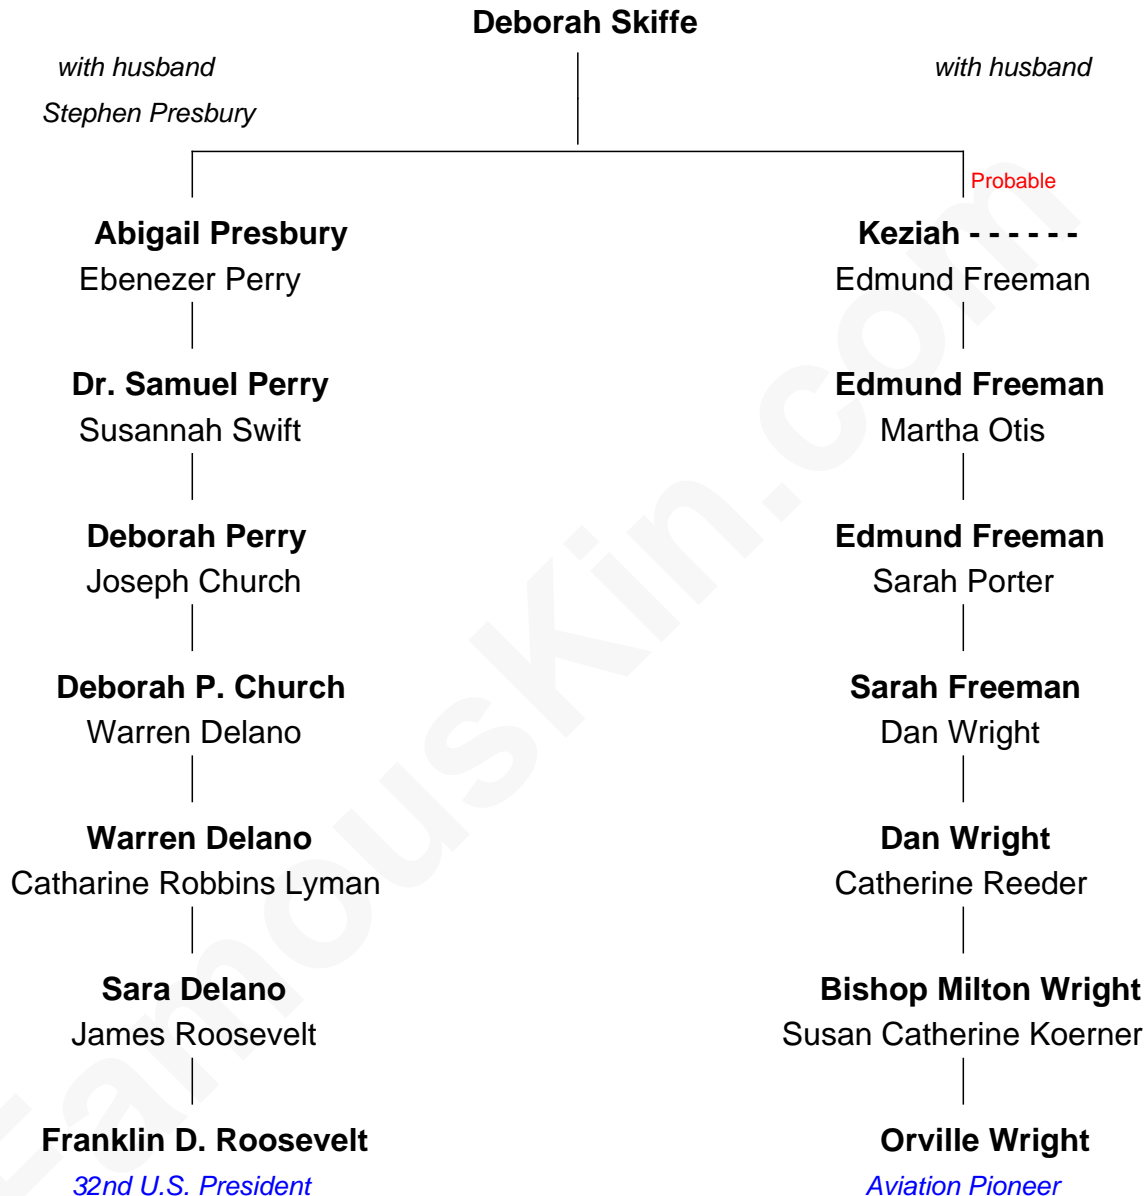 Deborah Skiffe
with husband
with husband
Stephen Presbury
Probable
Abigail Presbury
Keziah - - - - - -
Ebenezer Perry
Edmund Freeman
Dr. Samuel Perry
Edmund Freeman
Susannah Swift
Martha Otis
Deborah Perry
Edmund Freeman
Joseph Church
Sarah Porter
Deborah P. Church
Sarah Freeman
Warren Delano
Dan Wright
Warren Delano
Dan Wright
Catharine Robbins Lyman
Catherine Reeder
Sara Delano
Bishop Milton Wright
James Roosevelt
Susan Catherine Koerner
Franklin D. Roosevelt
Orville Wright
32nd U.S. President
Aviation Pioneer
FamousKin.com